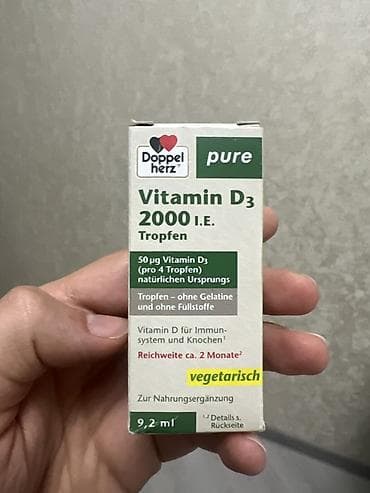 Doppel
herz®
pure
Vitamin D3
2000 I.E.
Tropfen
50 µg Vitamin D3
(pro 4 Tropfen)
natürlichen Ursprungs
Tropfen – ohne Gelatine
und ohne Füllstoffe
Vitamin D für Immun-
system und Knochen¹
Reichweite ca. 2 Monate²
vegetarisch
Zur Nahrungsergänzung
9,2 ml
¹,² Details s.
Rückseite